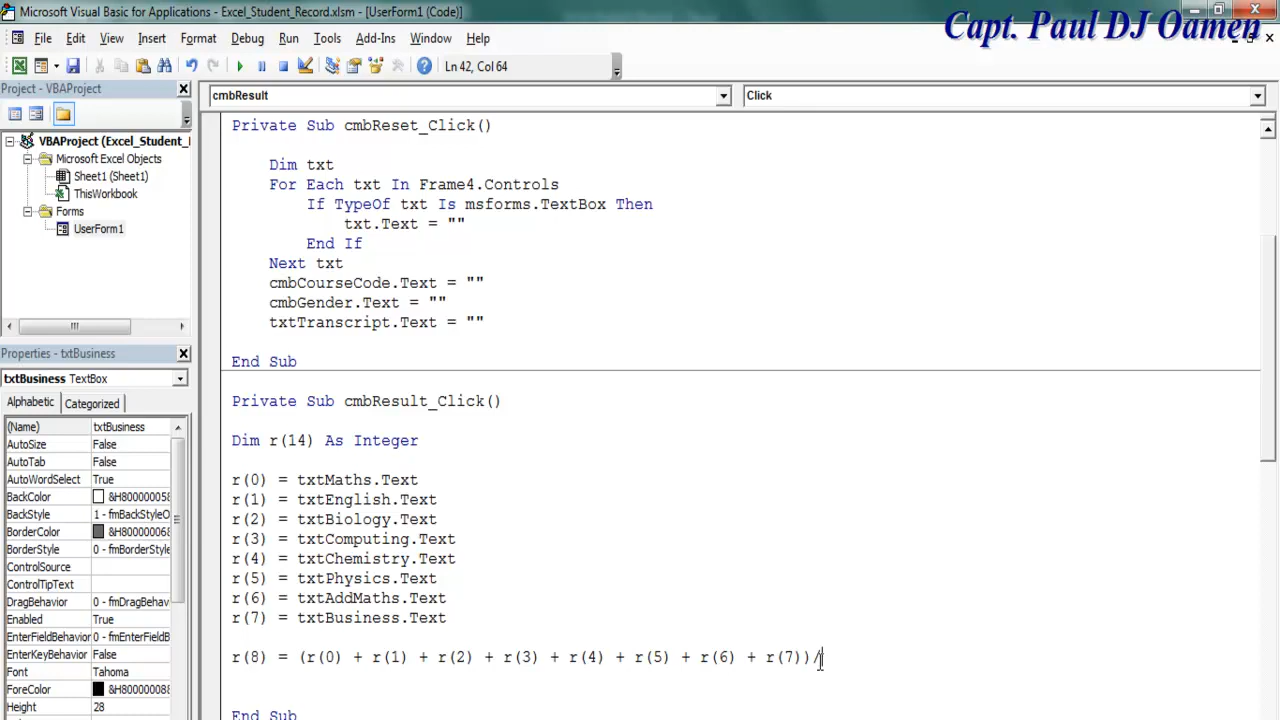 Microsoft Visual Basic for Applications - Excel_Student_Record.xlsm - [UserForm1 (Code)]
Capt. Paul DJ Oamen
File Edit View Insert Format Debug Run Tools Add-Ins Window Help
Ln 42, Col 64
Project - VBAProject
cmbResult
Click
VBAProject (Excel_Student_
Microsoft Excel Objects
Sheet1 (Sheet1)
ThisWorkbook
Forms
UserForm1
Properties - txtBusiness
txtBusiness TextBox
Alphabetic Categorized
(Name) txtBusiness
AutoSize False
AutoTab False
AutoWordSelect True
BackColor &H80000005
BackStyle 1 - fmBackStyleO
BorderColor &H80000006
BorderStyle 0 - fmBorderStyl
ControlSource
ControlTipText
DragBehavior 0 - fmDragBehav
Enabled True
EnterFieldBehavior 0 - fmEnterFieldB
EnterKeyBehavior False
Font Tahoma
ForeColor &H80000008
Height 28
Private Sub cmbReset_Click()
Dim txt
For Each txt In Frame4.Controls
If TypeOf txt Is msforms.TextBox Then
txt.Text = ""
End If
Next txt
cmbCourseCode.Text = ""
cmbGender.Text = ""
txtTranscript.Text = ""
End Sub
Private Sub cmbResult_Click()
Dim r(14) As Integer
r(0) = txtMaths.Text
r(1) = txtEnglish.Text
r(2) = txtBiology.Text
r(3) = txtComputing.Text
r(4) = txtChemistry.Text
r(5) = txtPhysics.Text
r(6) = txtAddMaths.Text
r(7) = txtBusiness.Text
r(8) = (r(0) + r(1) + r(2) + r(3) + r(4) + r(5) + r(6) + r(7))/
End Sub